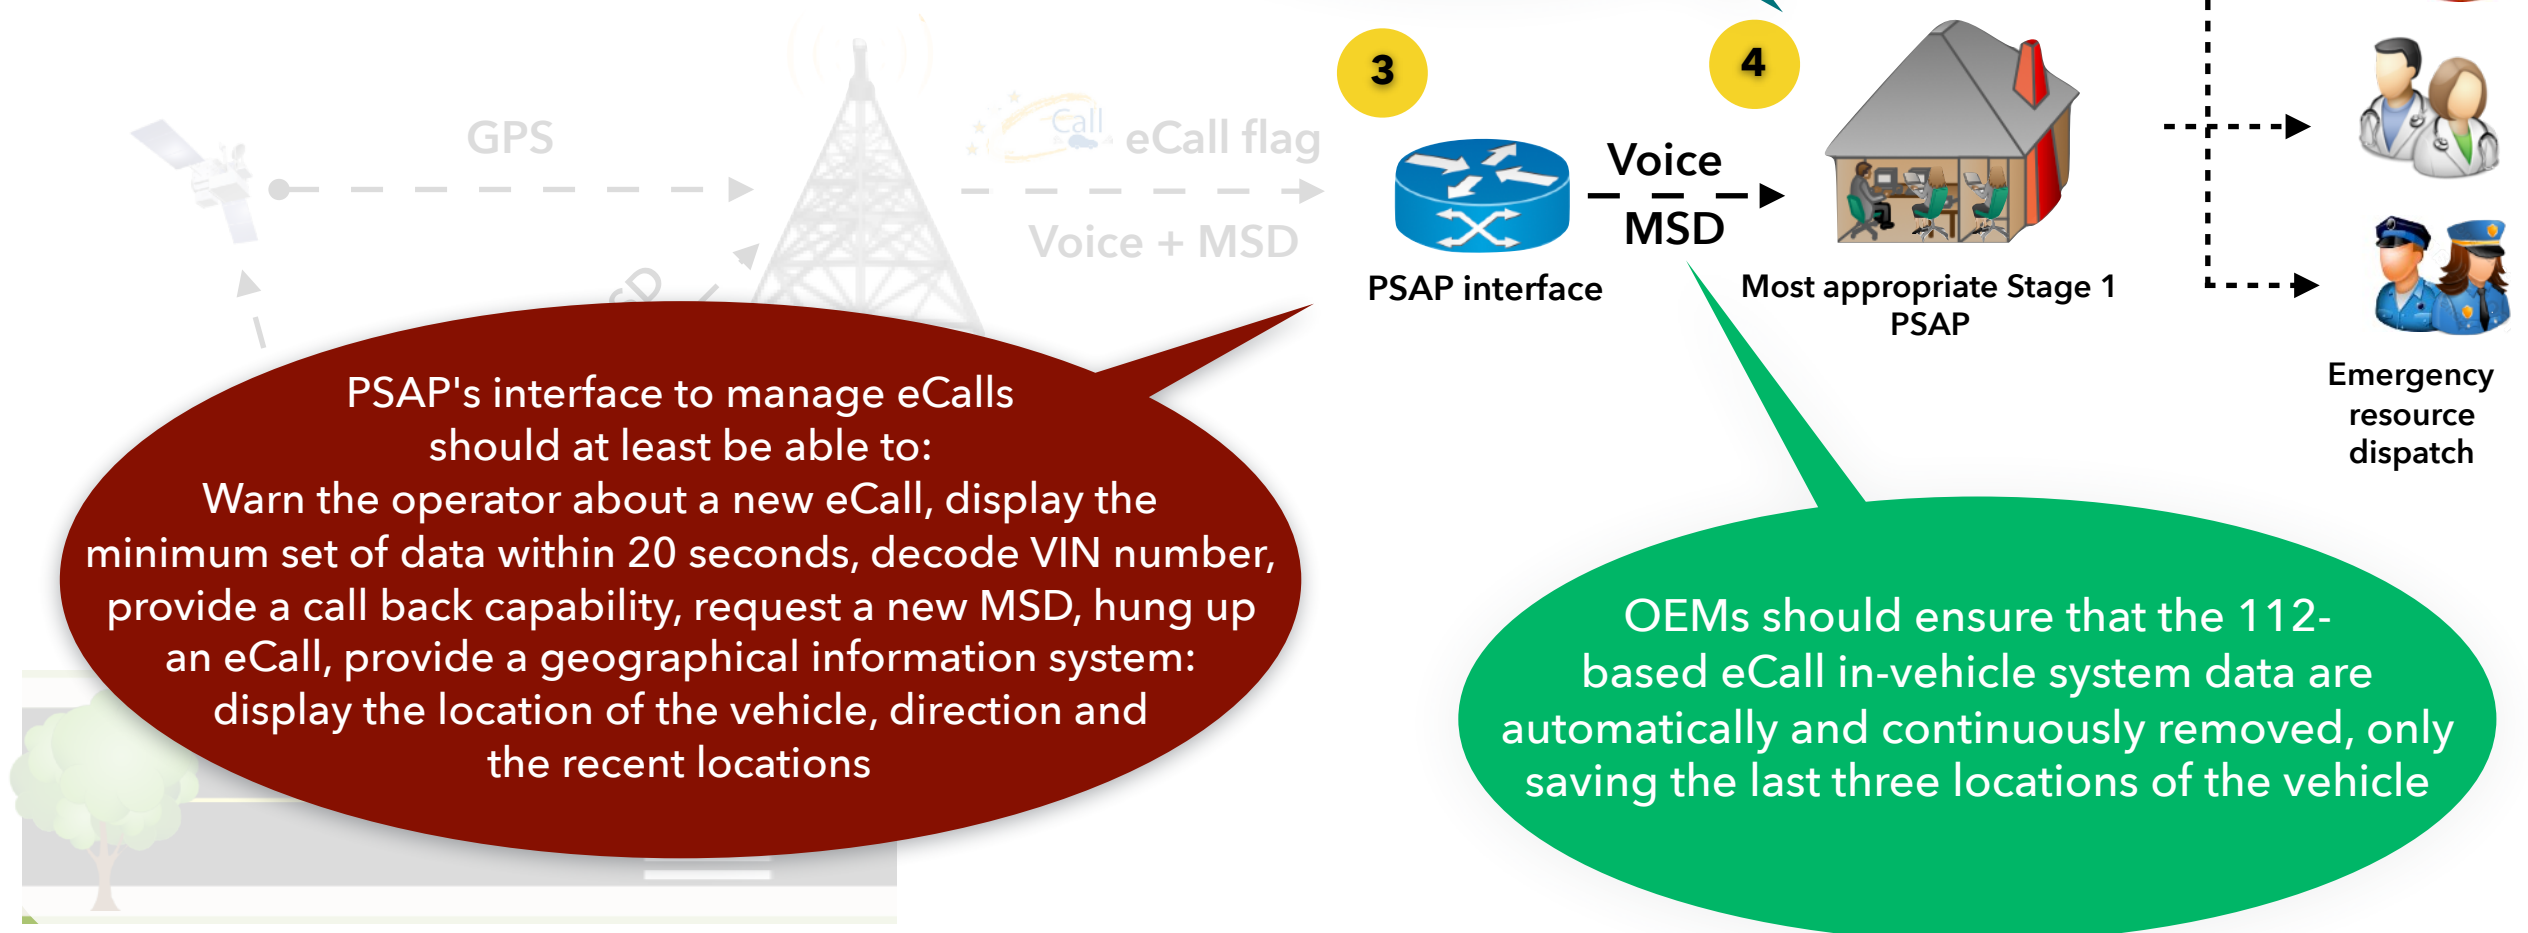 3
4
GPS
Call
eCall flag
Voice + MSD
Voice
MSD
PSAP interface
Most appropriate Stage 1
PSAP
Emergency
resource
dispatch
PSAP's interface to manage eCalls
should at least be able to:
Warn the operator about a new eCall, display the
minimum set of data within 20 seconds, decode VIN number,
provide a call back capability, request a new MSD, hung up
an eCall, provide a geographical information system:
display the location of the vehicle, direction and
the recent locations
OEMs should ensure that the 112-
based eCall in-vehicle system data are
automatically and continuously removed, only
saving the last three locations of the vehicle